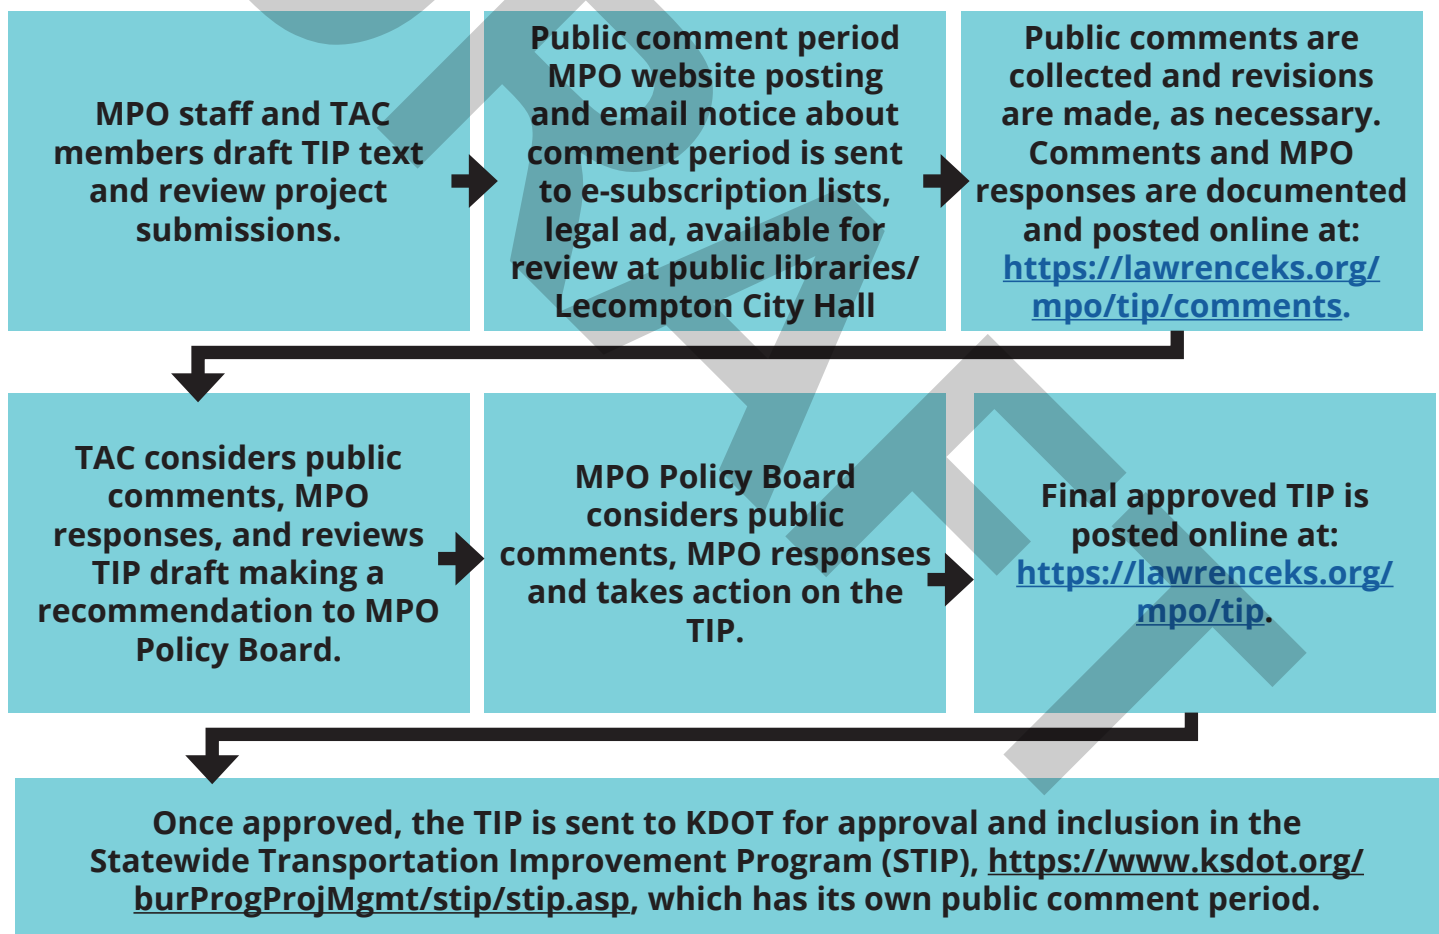 MPO staff and TAC
members draft TIP text
and review project
submissions.
Public comment period
MPO website posting
and email notice about
comment period is sent
to e-subscription lists,
legal ad, available for
review at public libraries/
Lecompton City Hall
Public comments are
collected and revisions
are made, as necessary.
Comments and MPO
responses are documented
and posted online at:
https://lawrenceks.org/
mpo/tip/comments.
TAC considers public
comments, MPO
responses, and reviews
TIP draft making a
recommendation to MPO
Policy Board.
MPO Policy Board
considers public
comments, MPO responses
and takes action on the
TIP.
Final approved TIP is
posted online at:
https://lawrenceks.org/
mpo/tip.
Once approved, the TIP is sent to KDOT for approval and inclusion in the
Statewide Transportation Improvement Program (STIP), https://www.ksdot.org/
burProgProjMgmt/stip/stip.asp, which has its own public comment period.
DRAFT